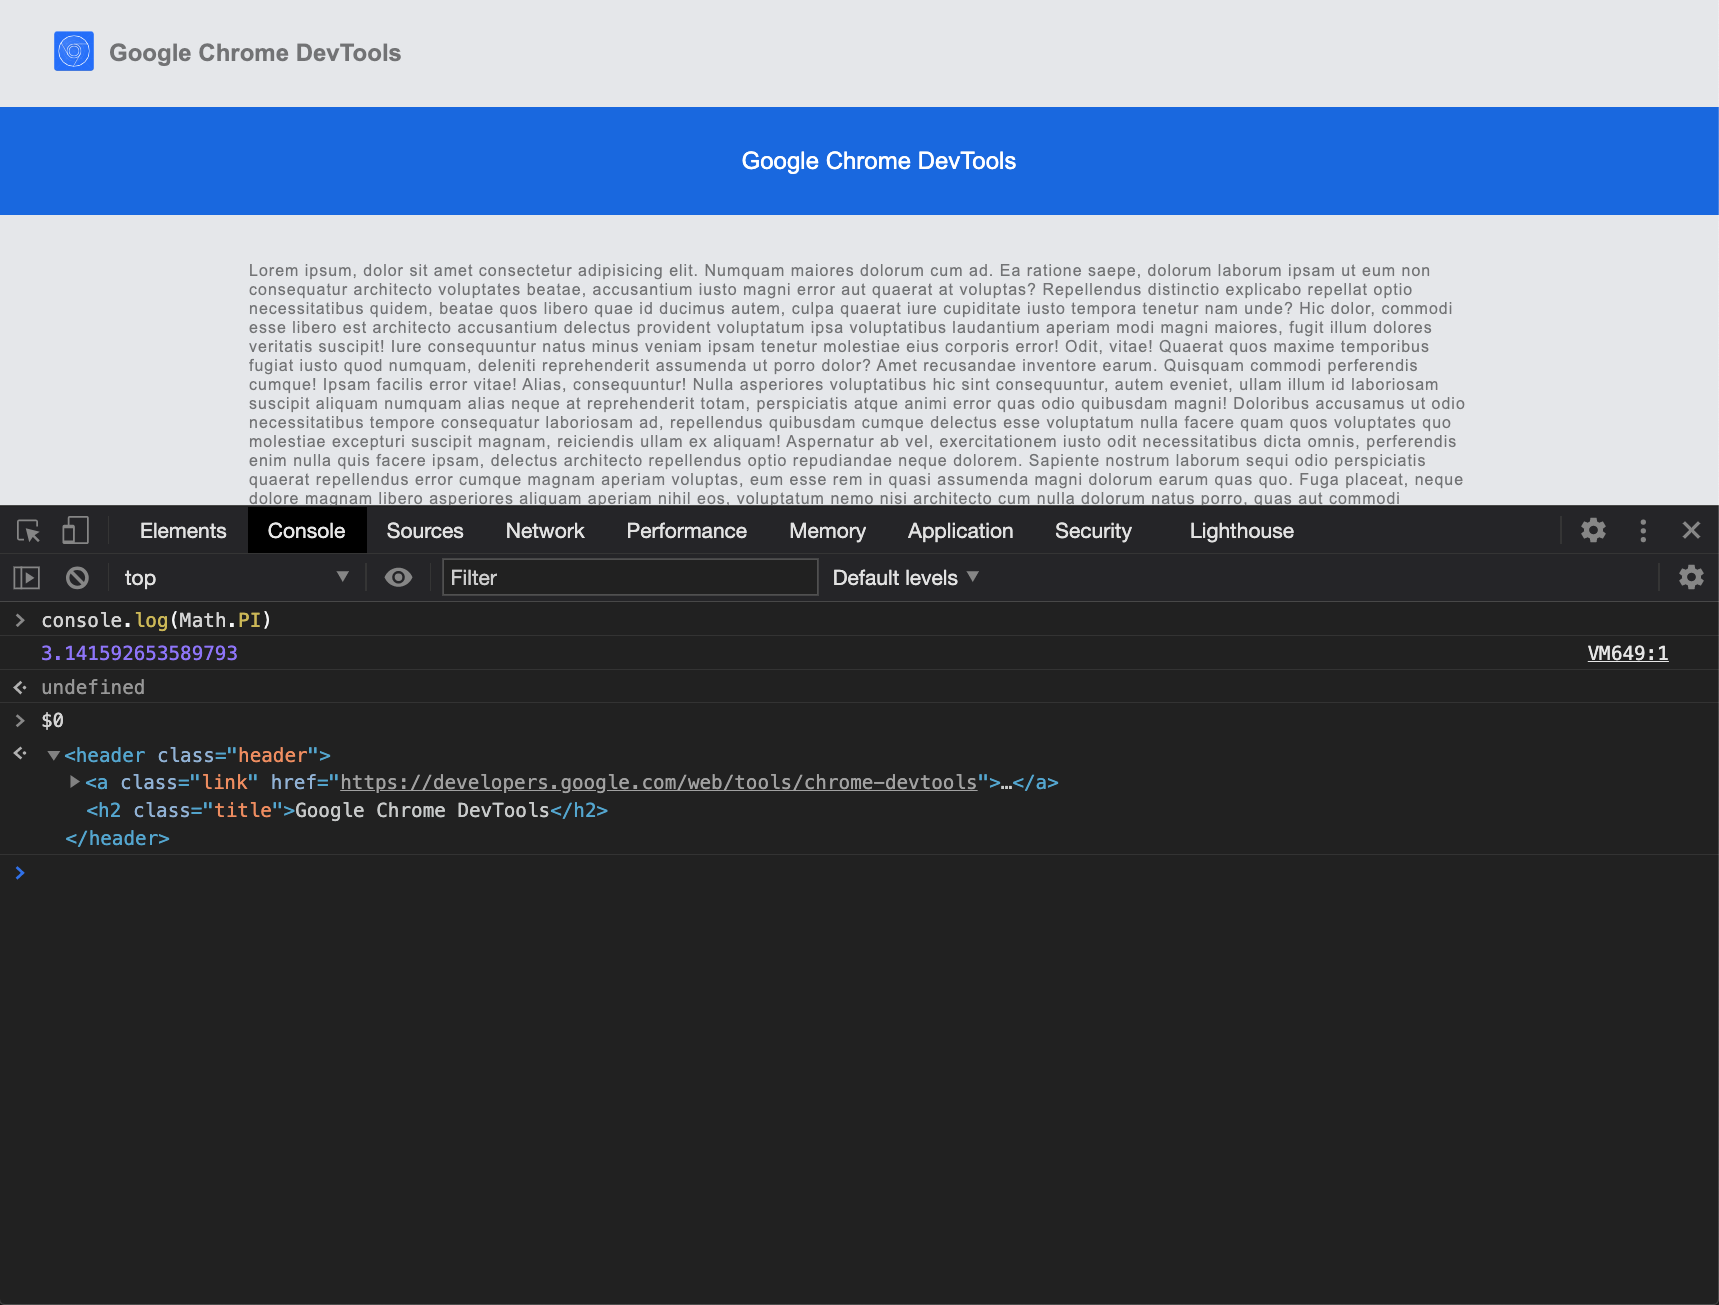 Google Chrome DevTools
Google Chrome DevTools
Lorem ipsum, dolor sit amet consectetur adipisicing elit. Numquam maiores dolorum cum ad. Ea ratione saepe, dolorum laborum ipsam ut eum non
consequatur architecto voluptates beatae, accusantium iusto magni error aut quaerat at voluptas? Repellendus distinctio explicabo repellat optio
necessitatibus quidem, beatae quos libero quae id ducimus autem, culpa quaerat iure cupiditate iusto tempora tenetur nam unde? Hic dolor, commodi
esse libero est architecto accusantium delectus provident voluptatum ipsa voluptatibus laudantium aperiam modi magni maiores, fugit illum dolores
veritatis suscipit! Iure consequuntur natus minus veniam ipsam tenetur molestiae eius corporis error! Odit, vitae! Quaerat quos maxime temporibus
fugiat iusto quod numquam, deleniti reprehenderit assumenda ut porro dolor? Amet recusandae inventore earum. Quisquam commodi perferendis
cumque! Ipsam facilis error vitae! Alias, consequuntur! Nulla asperiores voluptatibus hic sint consequuntur, autem eveniet, ullam illum id laboriosam
suscipit aliquam numquam alias neque at reprehenderit totam, perspiciatis atque animi error quas odio quibusdam magni! Doloribus accusamus ut odio
necessitatibus tempore consequatur laboriosam ad, repellendus quibusdam cumque delectus esse voluptatum nulla facere quam quos voluptates quo
molestiae excepturi suscipit magnam, reiciendis ullam ex aliquam! Aspernatur ab vel, exercitationem iusto odit necessitatibus dicta omnis, perferendis
enim nulla quis facere ipsam, delectus architecto repellendus optio repudiandae neque dolorem. Sapiente nostrum laborum sequi odio perspiciatis
quaerat repellendus error cumque magnam aperiam voluptas, eum esse rem in quasi assumenda magni dolorum earum quas quo. Fuga placeat, neque
dolore magnam libero asperiores aliquam aperiam nihil eos, voluptatum nemo nisi architecto cum nulla dolorum natus porro, quas aut commodi
Elements Console Sources Network Performance Memory Application Security Lighthouse
top Filter Default levels
console.log(Math.PI)
3.141592653589793 VM649:1
undefined
$0
<header class="header">
<a class="link" href="https://developers.google.com/web/tools/chrome-devtools">…</a>
<h2 class="title">Google Chrome DevTools</h2>
</header>